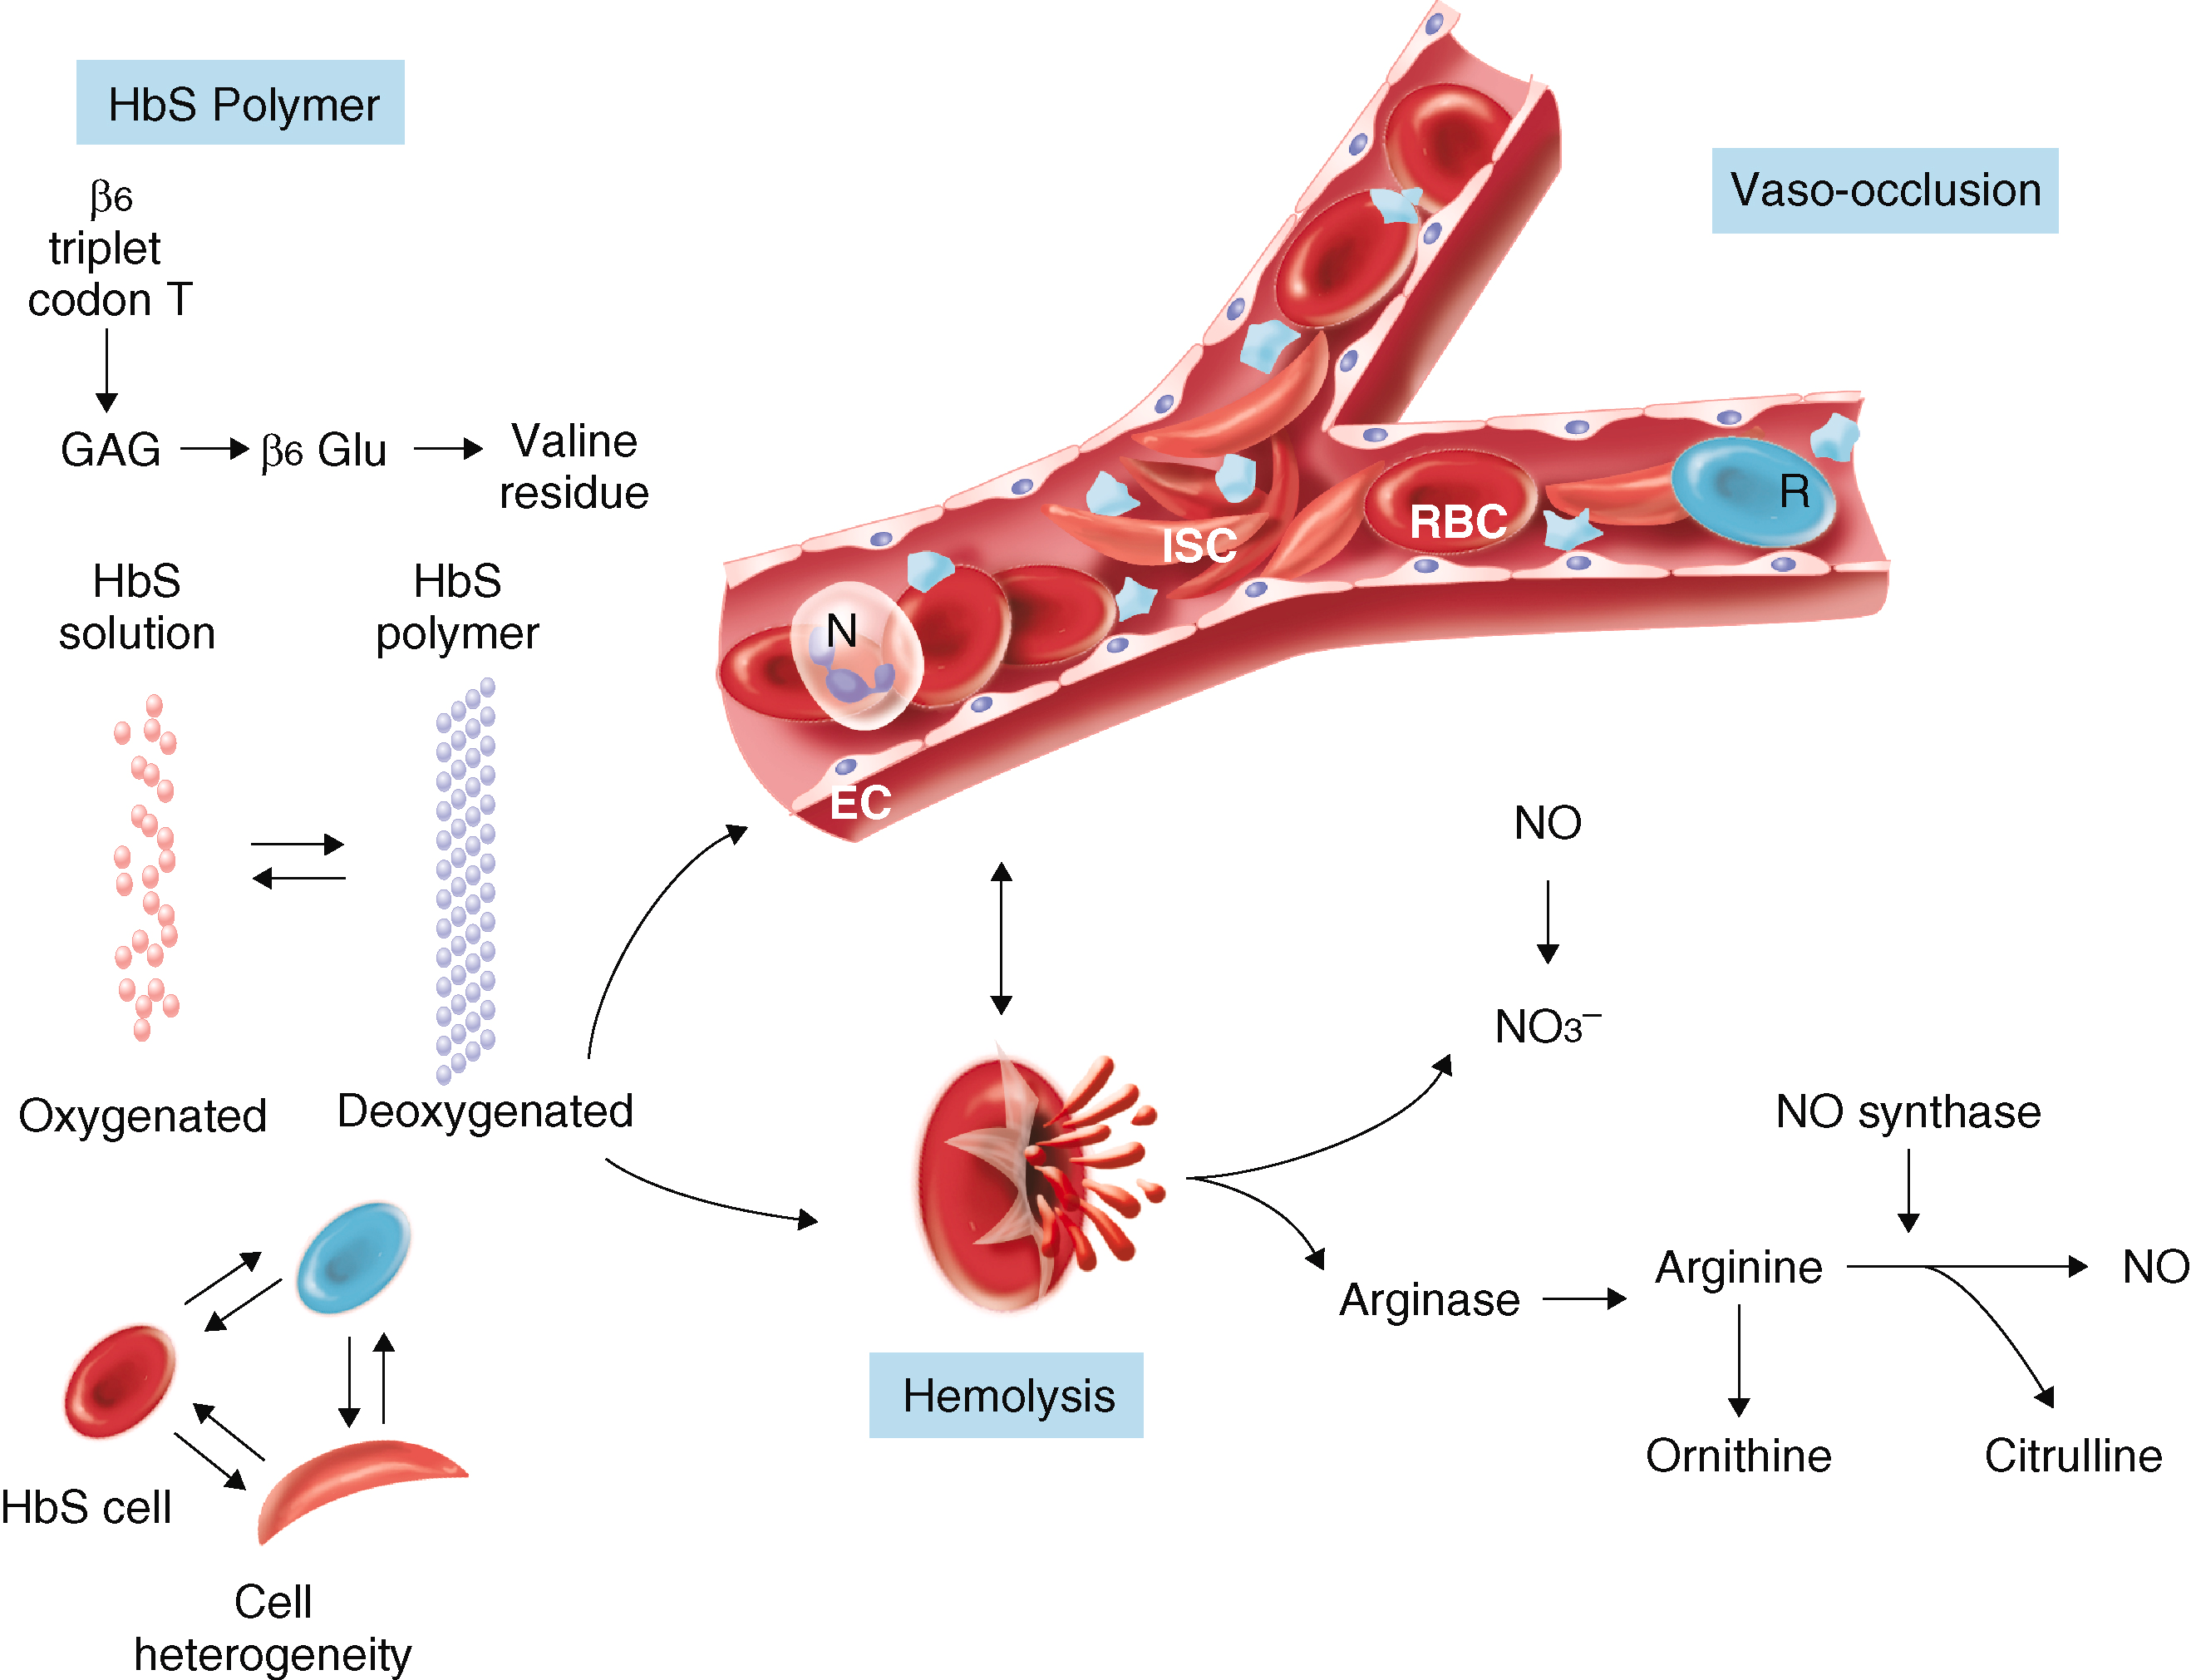 HbS Polymer
β6
triplet
codon T
GAG
β6 Glu
Valine
residue
HbS
solution
HbS
polymer
Oxygenated
Deoxygenated
HbS cell
Cell
heterogeneity
Vaso-occlusion
N
EC
ISC
RBC
R
Hemolysis
NO
NO3–
NO synthase
Arginase
Arginine
NO
Ornithine
Citrulline